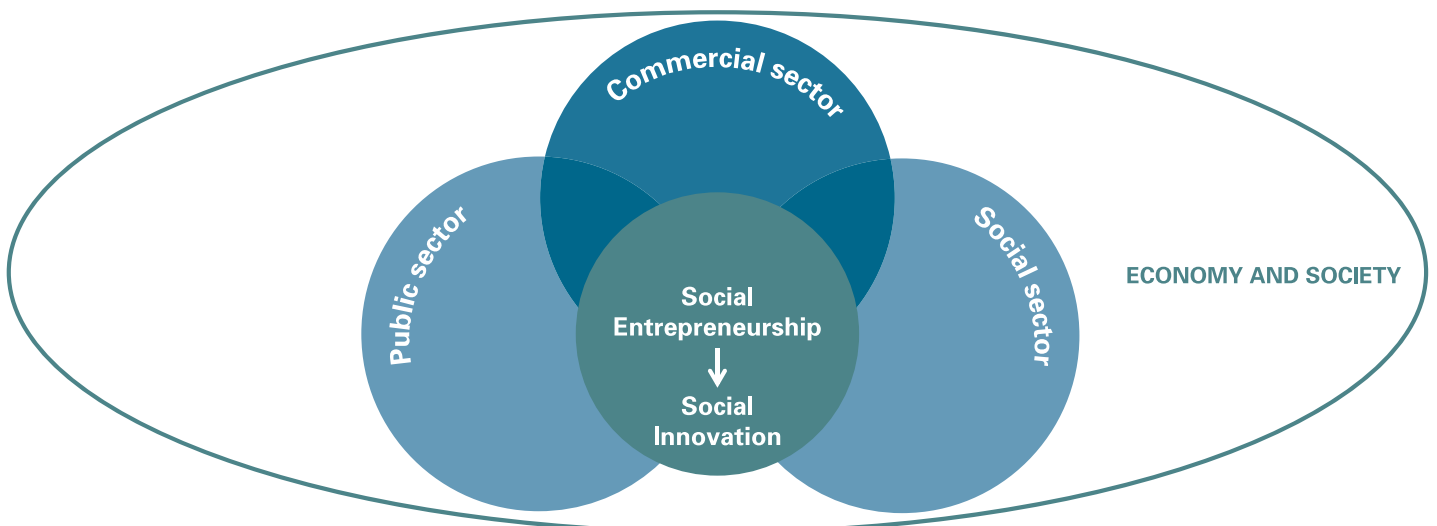 Commercial sector
Public sector
Social sector
ECONOMY AND SOCIETY
Social
Entrepreneurship
Social
Innovation